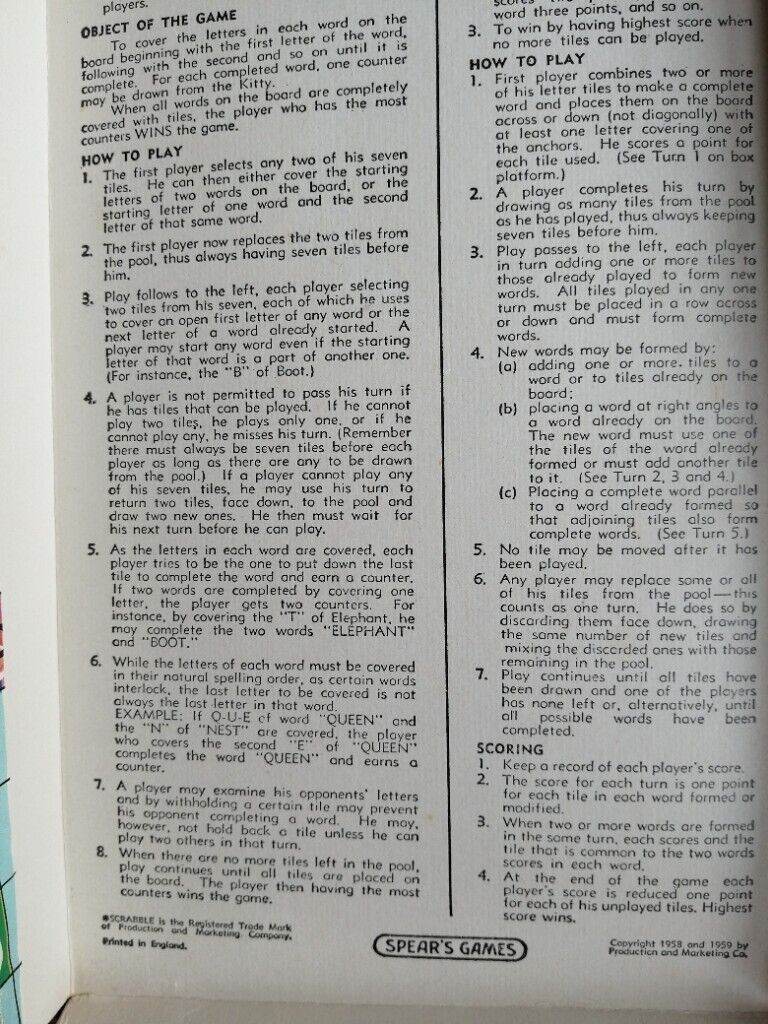 players.
OBJECT OF THE GAME
To cover the letters in each word on the
board beginning with the first letter of the word,
following with the second and so on until it is
complete. For each completed word, one counter
may be drawn from the Kitty.
When all words on the board are completely
covered with tiles, the player who has the most
counters WINS the game.
HOW TO PLAY
1. The first player selects any two of his seven
tiles. He can then either cover the starting
letters of two words on the board, or the
starting letter of one word and the second
letter of that same word.
2. The first player now replaces the two tiles from
the pool, thus always having seven tiles before
him.
3. Play follows to the left, each player selecting
two tiles from his seven, each of which he uses
to cover an open first letter of any word or the
next letter of a word already started. A
player may start any word even if the starting
letter of that word is a part of another one.
(For instance, the "B" of Boot.)
4. A player is not permitted to pass his turn if
he has tiles that can be played. If he cannot
play two tiles, he plays only one, or if he
cannot play any, he misses his turn. (Remember
there must always be seven tiles before each
player as long as there are any to be drawn
from the pool.) If a player cannot play any
of his seven tiles, he may use his turn to
return two tiles, face down, to the pool and
draw two new ones. He then must wait for
his next turn before he can play.
5. As the letters in each word are covered, each
player tries to be the one to put down the last
tile to complete the word and earn a counter.
If two words are completed by covering one
letter, the player gets two counters. For
instance, by covering the "T" of Elephant, he
may complete the two words "ELEPHANT"
and "BOOT."
6. While the letters of each word must be covered
in their natural spelling order, as certain words
interlock, the last letter to be covered is not
always the last letter in that word.
EXAMPLE: If Q-U-E of word "QUEEN" and
the "N" of "NEST" are covered, the player
who covers the second "E" of "QUEEN"
completes the word "QUEEN" and earns a
counter.
7. A player may examine his opponents' letters
and by withholding a certain tile may prevent
his opponent completing a word. He may,
however, not hold back a tile unless he can
play two others in that turn.
8. When there are no more tiles left in the pool,
play continues until all tiles are placed on
the board. The player then having the most
counters wins the game.
●SCRABBLE is the Registered Trade Mark
of Production and Marketing Company.
Printed in England.
word three points, and so on.
3. To win by having highest score when
no more tiles can be played.
HOW TO PLAY
1. First player combines two or more
of his letter tiles to make a complete
word and places them on the board
across or down (not diagonally) with
at least one letter covering one of
the anchors. He scores a point for
each tile used. (See Turn 1 on box
platform.)
2. A player completes his turn by
drawing as many tiles from the pool
as he has played, thus always keeping
seven tiles before him.
3. Play passes to the left, each player
in turn adding one or more tiles to
those already played to form new
words. All tiles played in any one
turn must be placed in a row across
or down and must form complete
words.
4. New words may be formed by:
(a) adding one or more tiles to a
word or to tiles already on the
board;
(b) placing a word at right angles to
a word already on the board.
The new word must use one of
the tiles of the word already
formed or must add another tile
to it. (See Turn 2, 3 and 4.)
(c) Placing a complete word parallel
to a word already formed so
that adjoining tiles also form
complete words. (See Turn 5.)
5. No tile may be moved after it has
been played.
6. Any player may replace some or all
of his tiles from the pool—this
counts as one turn. He does so by
discarding them face down, drawing
the same number of new tiles and
mixing the discarded ones with those
remaining in the pool.
7. Play continues until all tiles have
been drawn and one of the players
has none left or, alternatively, until
all possible words have been
completed.
SCORING
1. Keep a record of each player's score.
2. The score for each turn is one point
for each tile in each word formed or
modified.
3. When two or more words are formed
in the same turn, each scores and the
tile that is common to the two words
scores in each word.
4. At the end of the game each
player's score is reduced one point
for each of his unplayed tiles. Highest
score wins.
SPEAR'S GAMES
Copyright 1958 and 1959 by
Production and Marketing Co.